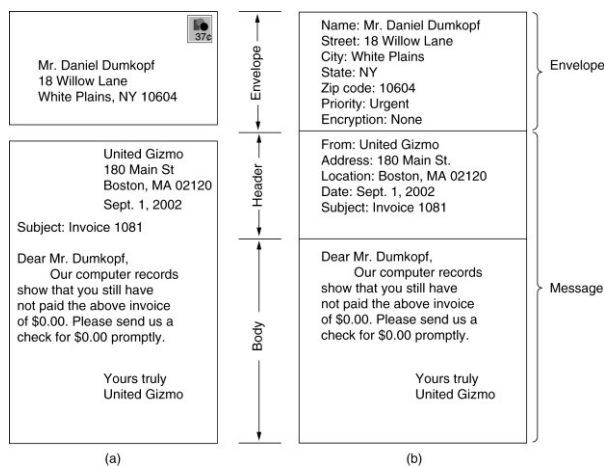 37¢
Mr. Daniel Dumkopf
18 Willow Lane
White Plains, NY 10604
United Gizmo
180 Main St
Boston, MA 02120
Sept. 1, 2002
Subject: Invoice 1081
Dear Mr. Dumkopf,
Our computer records
show that you still have
not paid the above invoice
of $0.00. Please send us a
check for $0.00 promptly.
Yours truly
United Gizmo
(a)
Envelope
Header
Body
Name: Mr. Daniel Dumkopf
Street: 18 Willow Lane
City: White Plains
State: NY
Zip code: 10604
Priority: Urgent
Encryption: None
From: United Gizmo
Address: 180 Main St.
Location: Boston, MA 02120
Date: Sept. 1, 2002
Subject: Invoice 1081
Dear Mr. Dumkopf,
Our computer records
show that you still have
not paid the above invoice
of $0.00. Please send us a
check for $0.00 promptly.
Yours truly
United Gizmo
(b)
Envelope
Message